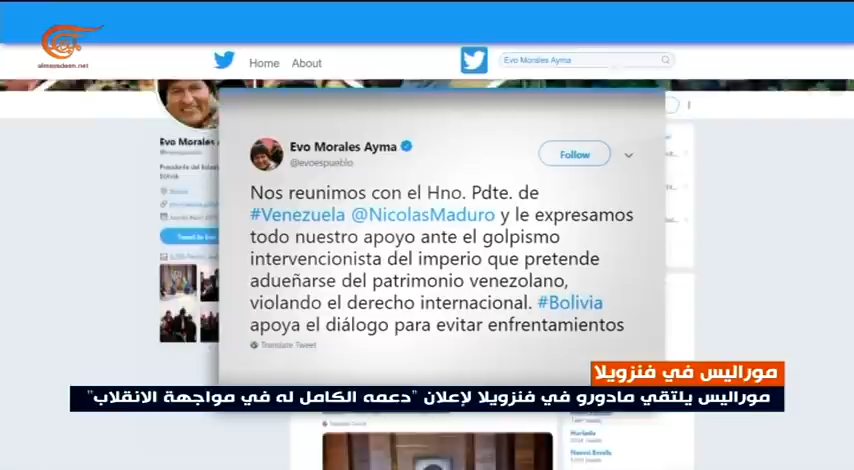 almayadeen.net
Home About
Evo Morales Ayma
Evo Morales A
Evo Morales Ayma
@evoespueblo
Follow
Nos reunimos con el Hno. Pdte. de
#Venezuela @NicolasMaduro y le expresamos
todo nuestro apoyo ante el golpismo
intervencionista del imperio que pretende
adueñarse del patrimonio venezolano,
violando el derecho internacional. #Bolivia
apoya el diálogo para evitar enfrentamientos
Translate Tweet
موراليس في فنزويلا
موراليس يلتقي مادورو في فنزويلا لإعلان "دعمه الكامل له في مواجهة الانقلاب"